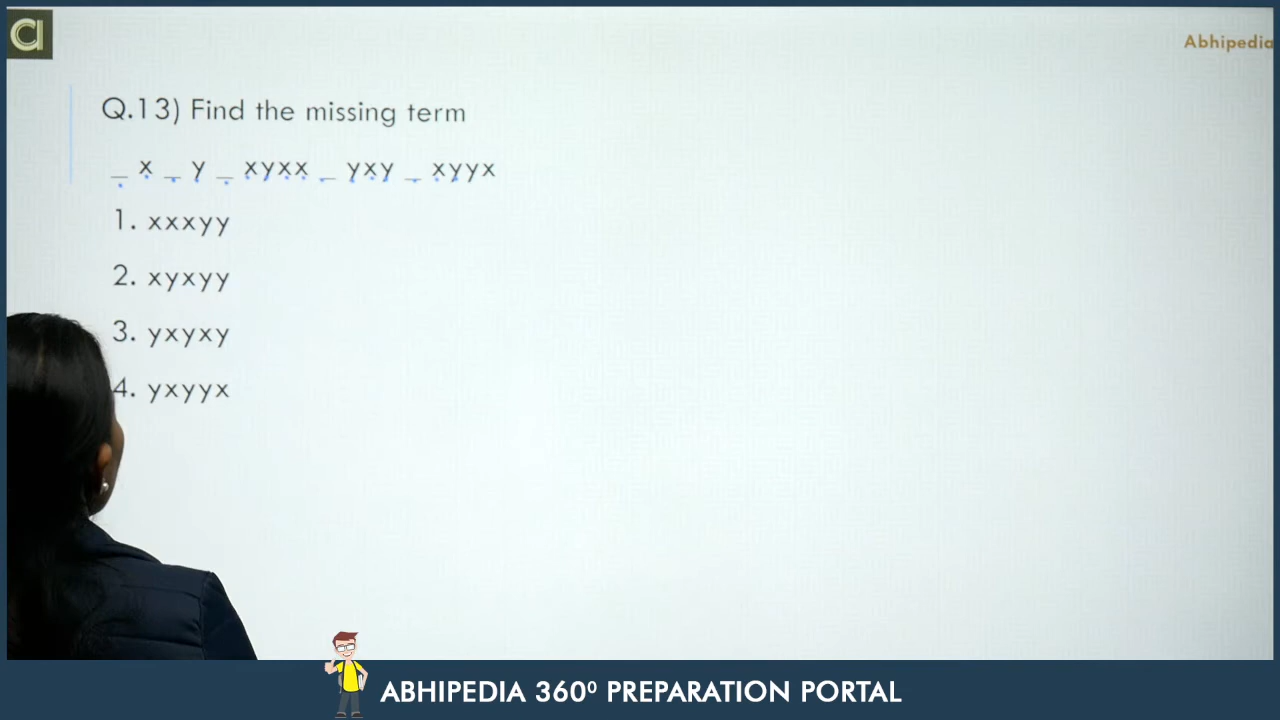 a
Abhipedia
Q.13) Find the missing term
_ x _ y _ xyxx _ yxy _ xyyx
1. xxxyy
2. xyxyy
3. yxyxy
4. yxyyx
ABHIPEDIA 360⁰ PREPARATION PORTAL